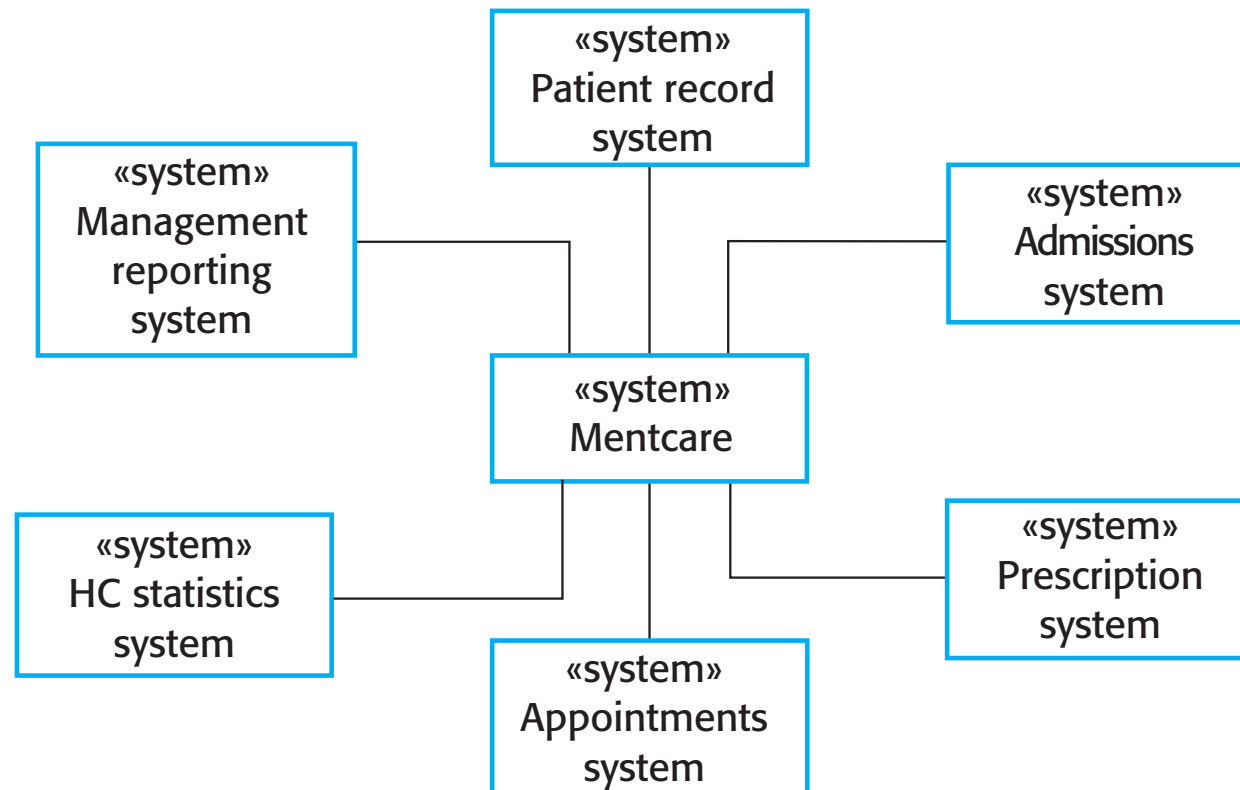 «system»
Patient record
system
«system»
Management
reporting
system
«system»
Admissions
system
«system»
Mentcare
«system»
HC statistics
system
«system»
Prescription
system
«system»
Appointments
system